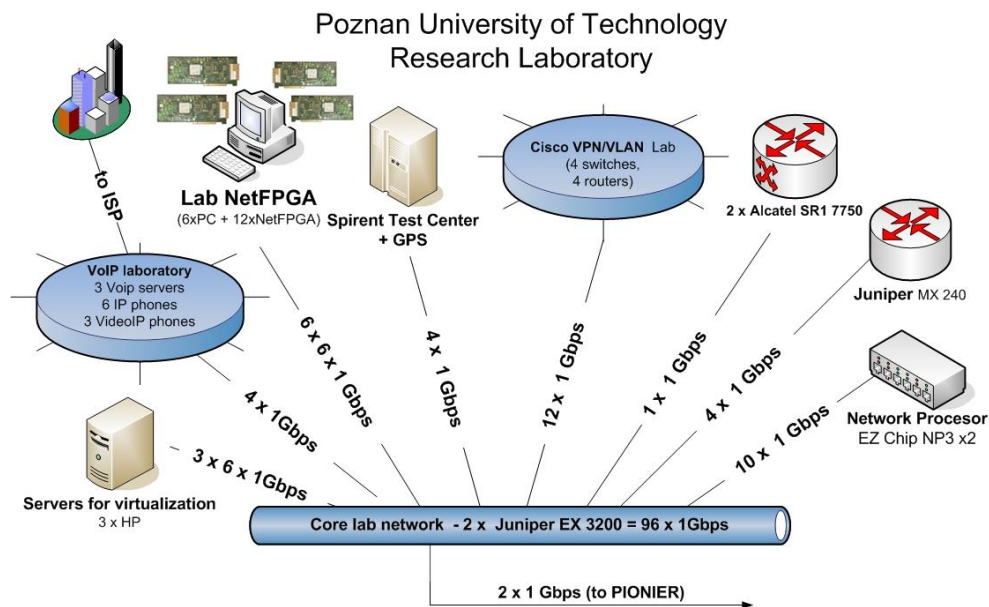 Poznan University of Technology
Research Laboratory
to ISP
Lab NetFPGA
(6xPC + 12xNetFPGA)
Spirent Test Center
+ GPS
Cisco VPN/VLAN Lab
(4 switches,
4 routers)
2 x Alcatel SR1 7750
Juniper MX 240
VoIP laboratory
3 Voip servers
6 IP phones
3 VideoIP phones
Network Procesor
EZ Chip NP3 x2
Servers for virtualization
3 x HP
3 x 6 x 1Gbps
4 x 1Gbps
6 x 6 x 1 Gbps
4 x 1 Gbps
12 x 1 Gbps
1 x 1 Gbps
4 x 1 Gbps
10 x 1 Gbps
Core lab network - 2 x Juniper EX 3200 = 96 x 1Gbps
2 x 1 Gbps (to PIONIER)